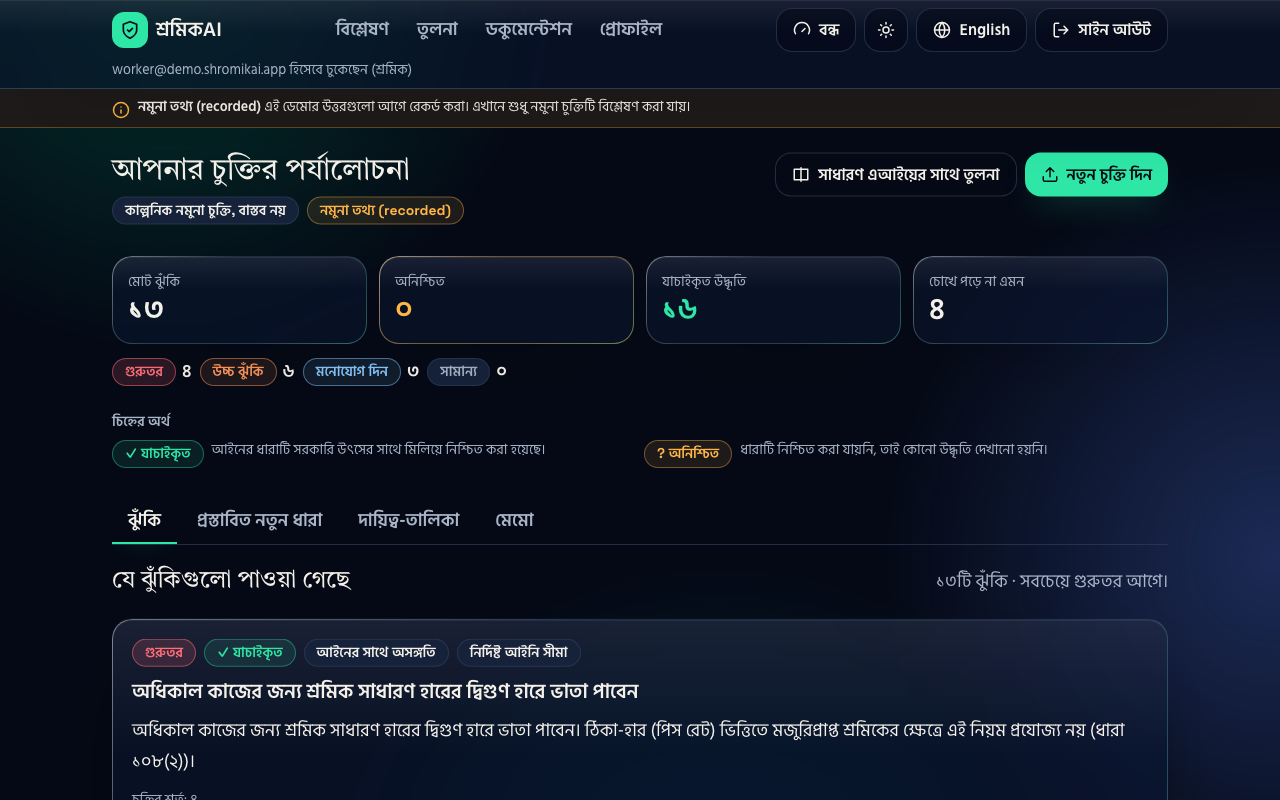 শ্রমিকAI
বিশ্লেষণ
তুলনা
ডকুমেন্টেশন
প্রোফাইল
বন্ধ
English
সাইন আউট
worker@demo.shromikai.app হিসেবে ঢুকেছেন (শ্রমিক)
নমুনা তথ্য (recorded) এই ডেমোর উত্তরগুলো আগে রেকর্ড করা। এখানে শুধু নমুনা চুক্তিটি বিশ্লেষণ করা যায়।
আপনার চুক্তির পর্যালোচনা
সাধারণ এআইয়ের সাথে তুলনা
নতুন চুক্তি দিন
কাল্পনিক নমুনা চুক্তি, বাস্তব নয়
নমুনা তথ্য (recorded)
মোট ঝুঁকি
১৩
অনিশ্চিত
০
যাচাইকৃত উদ্ধৃতি
১৬
চোখে পড়ে না এমন
৪
গুরুতর ৪ উচ্চ ঝুঁকি ৬ মনোযোগ দিন ৩ সামান্য ০
চিহ্নের অর্থ
✓ যাচাইকৃত আইনের ধারাটি সরকারি উৎসের সাথে মিলিয়ে নিশ্চিত করা হয়েছে।
? অনিশ্চিত ধারাটি নিশ্চিত করা যায়নি, তাই কোনো উদ্ধৃতি দেখানো হয়নি।
ঝুঁকি
প্রস্তাবিত নতুন ধারা
দায়িত্ব-তালিকা
মেমো
যে ঝুঁকিগুলো পাওয়া গেছে
১৩টি ঝুঁকি · সবচেয়ে গুরুতর আগে।
গুরুতর
✓ যাচাইকৃত
আইনের সাথে অসঙ্গতি
নির্দিষ্ট আইনি সীমা
অধিকাল কাজের জন্য শ্রমিক সাধারণ হারের দ্বিগুণ হারে ভাতা পাবেন
অধিকাল কাজের জন্য শ্রমিক সাধারণ হারের দ্বিগুণ হারে ভাতা পাবেন। ঠিকা-হার (পিস রেট) ভিত্তিতে মজুরিপ্রাপ্ত শ্রমিকের ক্ষেত্রে এই নিয়ম প্রযোজ্য নয় (ধারা
১০৮(২))।